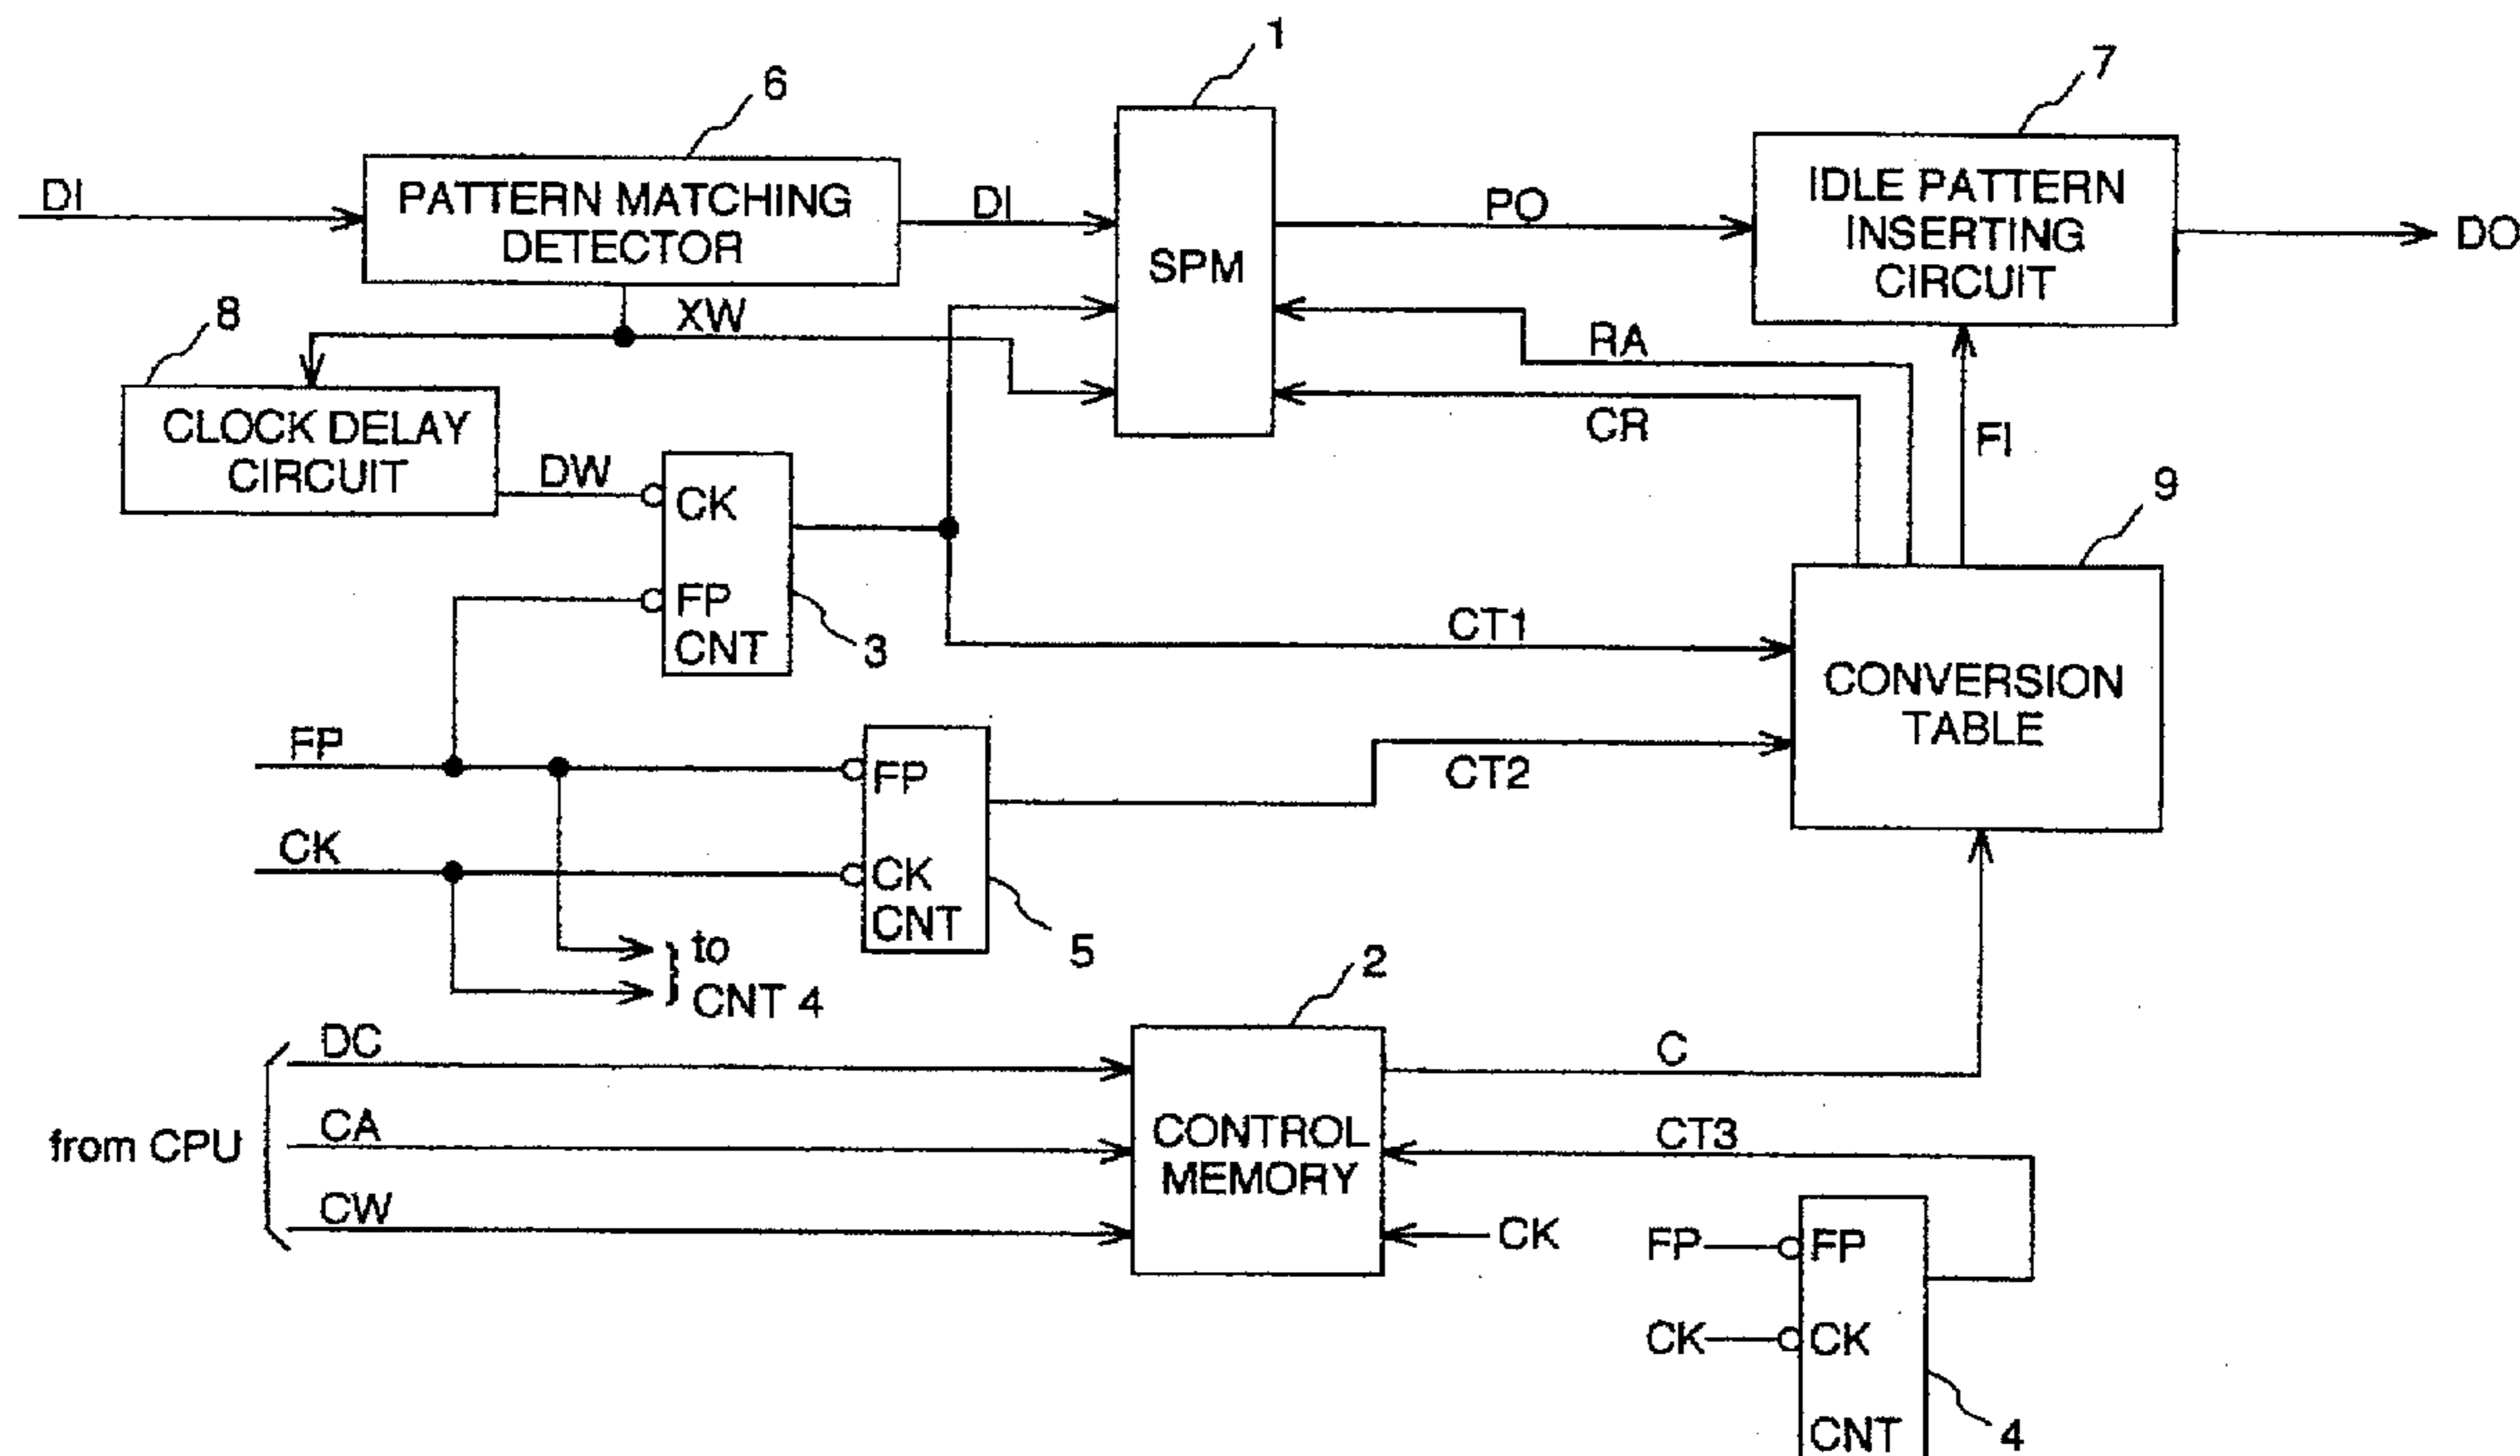 1
6
7
DI
PATTERN MATCHING
DETECTOR
DI
SPM
PO
IDLE PATTERN
INSERTING
CIRCUIT
DO
8
XW
RA
CR
FI
CLOCK DELAY
CIRCUIT
DW
CK
FP
CNT
3
9
CT1
CONVERSION
TABLE
FP
FP
CT2
CK
CK
CNT
5
to
CNT 4
2
from CPU
DC
CA
CW
CONTROL
MEMORY
C
CT3
CK
FP
FP
CK
CK
CNT
4